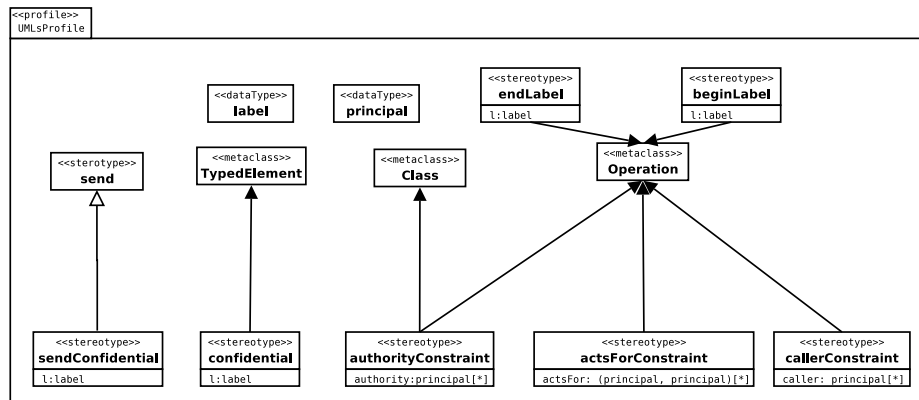 <<profile>>
UMLsProfile
<<stereotype>>
endLabel
l:label
<<stereotype>>
beginLabel
l:label
<<dataType>>
label
<<dataType>>
principal
<<sterotype>>
send
<<metaclass>>
TypedElement
<<metaclass>>
Class
<<metaclass>>
Operation
<<stereotype>>
sendConfidential
l:label
<<stereotype>>
confidential
l:label
<<stereotype>>
authorityConstraint
authority:principal[*]
<<stereotype>>
actsForConstraint
actsFor: (principal, principal)[*]
<<stereotype>>
callerConstraint
caller: principal[*]